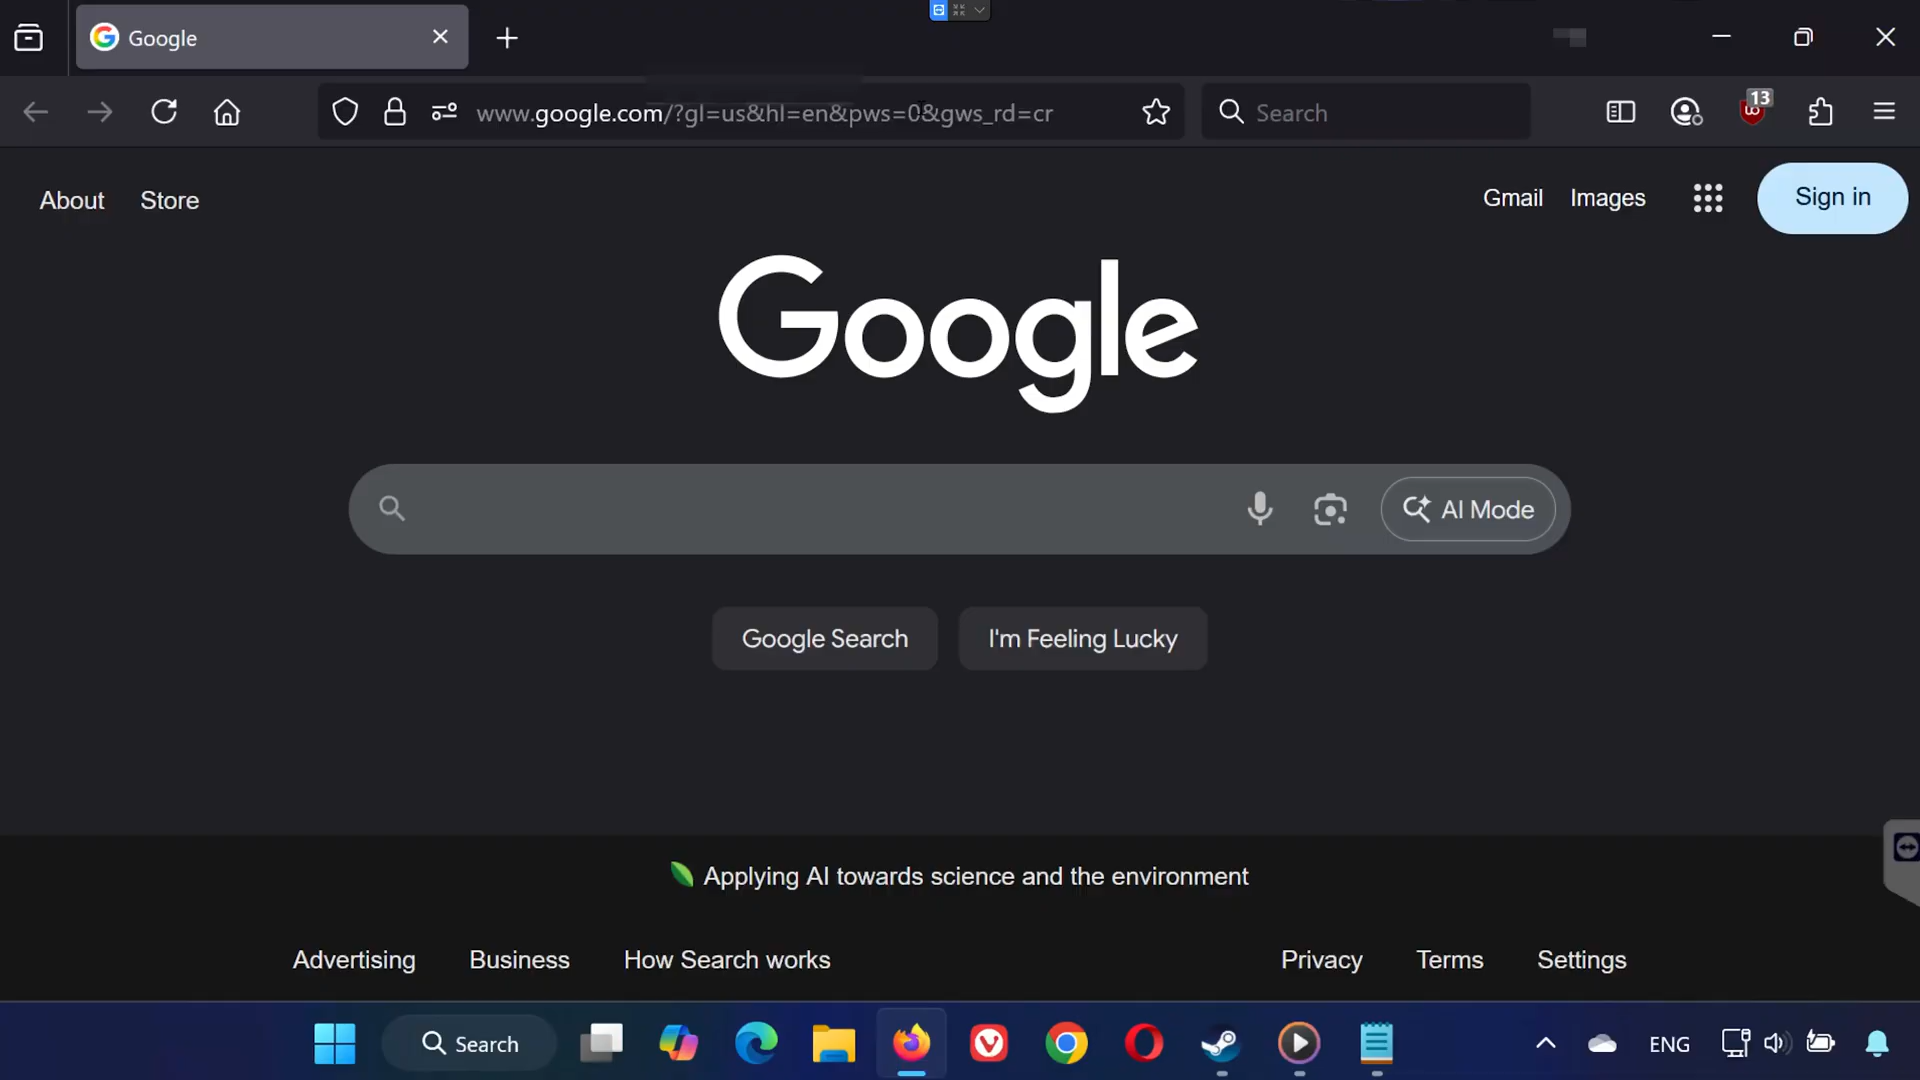 Google
www.google.com/?gl=us&hl=en&pws=0&gws_rd=cr
Search
13
About Store
Gmail Images Sign in
Google
AI Mode
Google Search I'm Feeling Lucky
Applying AI towards science and the environment
Advertising Business How Search works Privacy Terms Settings
Search
ENG